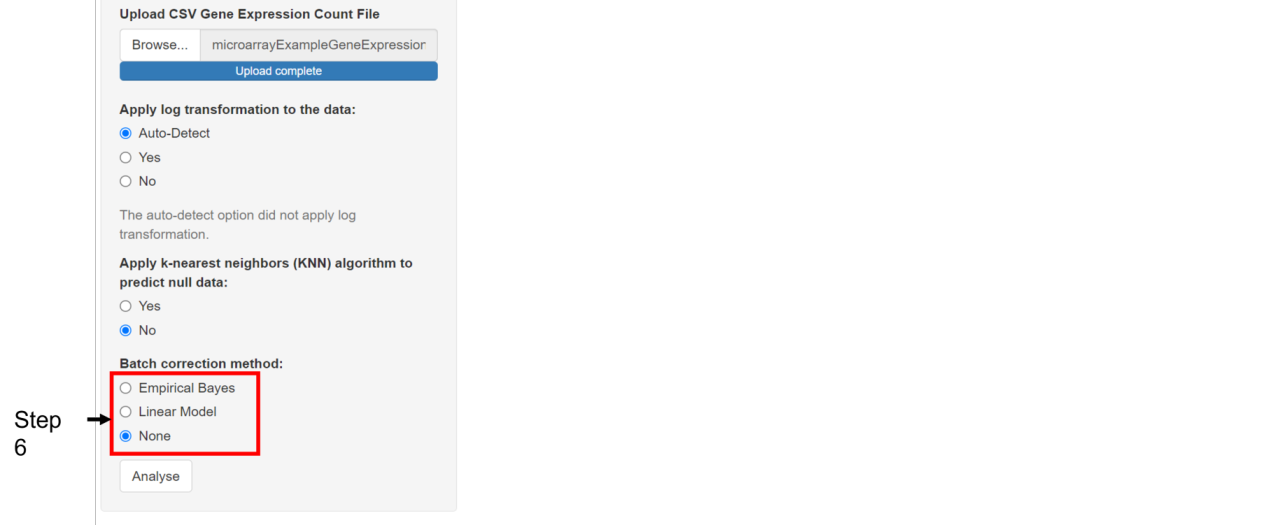 Upload CSV Gene Expression Count File
Browse... microarrayExampleGeneExpression
Upload complete
Apply log transformation to the data:
Auto-Detect
Yes
No
The auto-detect option did not apply log
transformation.
Apply k-nearest neighbors (KNN) algorithm to
predict null data:
Yes
No
Batch correction method:
Empirical Bayes
Linear Model
None
Step
6
Analyse